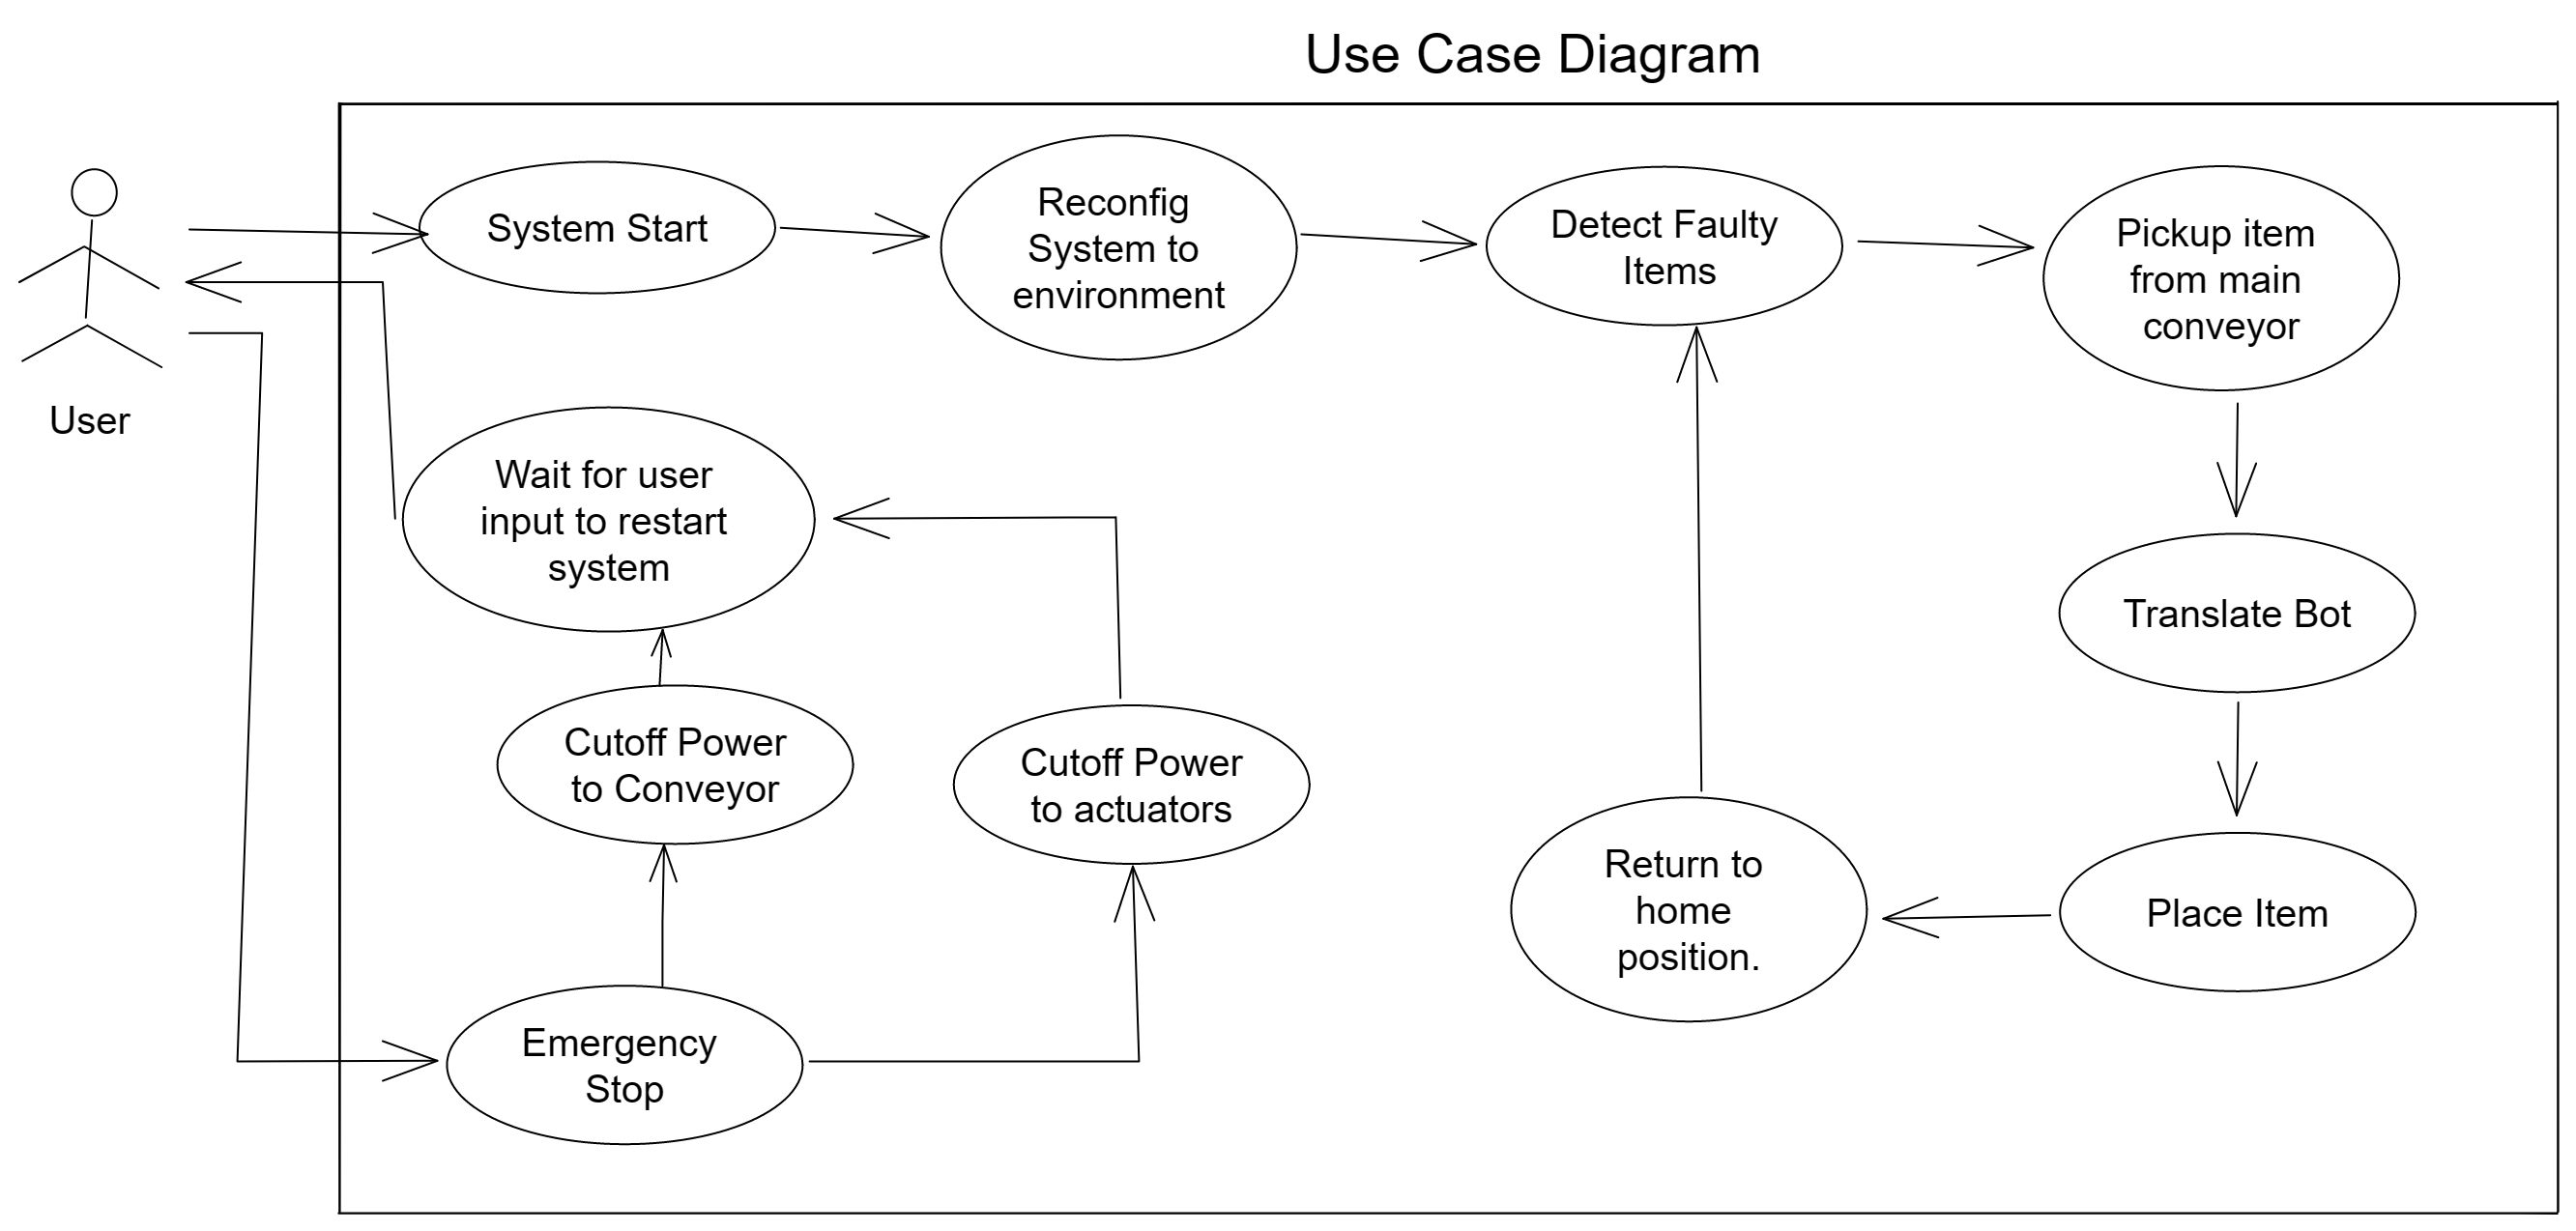 Use Case Diagram
System Start
Reconfig
System to
environment
Detect Faulty
Items
Pickup item
from main
conveyor
User
Wait for user
input to restart
system
Translate Bot
Cutoff Power
to Conveyor
Cutoff Power
to actuators
Return to
home
position.
Place Item
Emergency
Stop